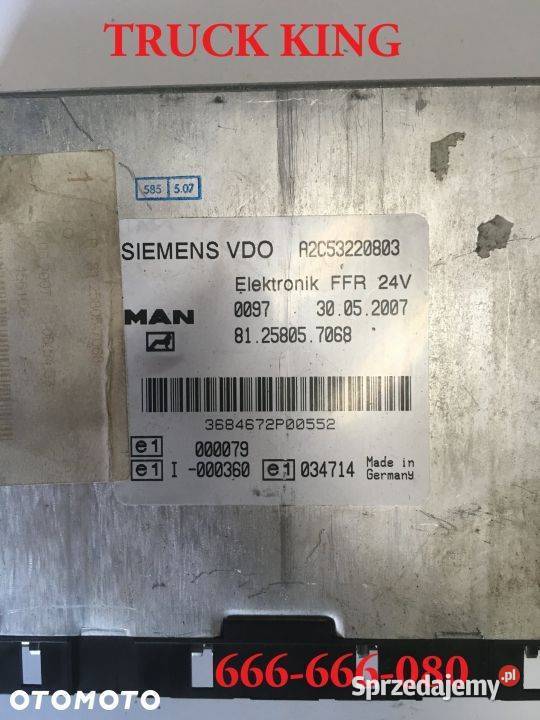 TRUCK KING
585 5.07
SIEMENS VDO A2C53220803
Elektronik FFR 24V
0097 30.05.2007
MAN 81.25805.7068
3684672P00552
e1 000079
e1 I -000360 e1 034714 Made in Germany
666-666-080
OTOMOTO
Sprzedajemy.pl